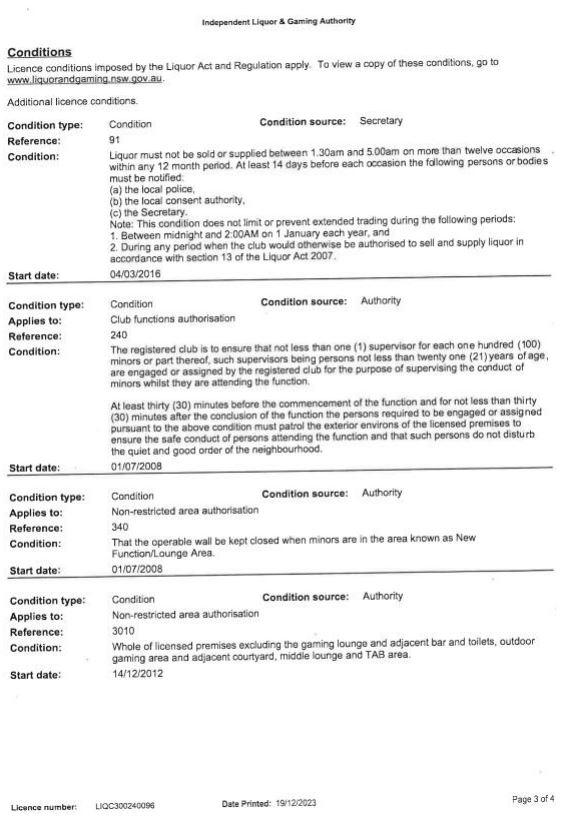 Independent Liquor & Gaming Authority
Conditions
Licence conditions imposed by the Liquor Act and Regulation apply. To view a copy of these conditions, go to
www.liquorandgaming.nsw.gov.au.
Additional licence conditions.
Condition type: Condition Condition source: Secretary
Reference: 91
Condition: Liquor must not be sold or supplied between 1.30am and 5.00am on more than twelve occasions
within any 12 month period. At least 14 days before each occasion the following persons or bodies
must be notified:
(a) the local police,
(b) the local consent authority,
(c) the Secretary.
Note: This condition does not limit or prevent extended trading during the following periods:
1. Between midnight and 2:00AM on 1 January each year, and
2. During any period when the club would otherwise be authorised to sell and supply liquor in
accordance with section 13 of the Liquor Act 2007.
Start date: 04/03/2016
Condition type: Condition Condition source: Authority
Applies to: Club functions authorisation
Reference: 240
Condition: The registered club is to ensure that not less than one (1) supervisor for each one hundred (100)
minors or part thereof, such supervisors being persons not less than twenty one (21) years of age,
are engaged or assigned by the registered club for the purpose of supervising the conduct of
minors whilst they are attending the function.
At least thirty (30) minutes before the commencement of the function and for not less than thirty
(30) minutes after the conclusion of the function the persons required to be engaged or assigned
pursuant to the above condition must patrol the exterior environs of the licensed premises to
ensure the safe conduct of persons attending the function and that such persons do not disturb
the quiet and good order of the neighbourhood.
Start date: 01/07/2008
Condition type: Condition Condition source: Authority
Applies to: Non-restricted area authorisation
Reference: 340
Condition: That the operable wall be kept closed when minors are in the area known as New
Function/Lounge Area.
Start date: 01/07/2008
Condition type: Condition Condition source: Authority
Applies to: Non-restricted area authorisation
Reference: 3010
Condition: Whole of licensed premises excluding the gaming lounge and adjacent bar and toilets, outdoor
gaming area and adjacent courtyard, middle lounge and TAB area.
Start date: 14/12/2012
Licence number: LIQC300240096 Date Printed: 19/12/2023 Page 3 of 4